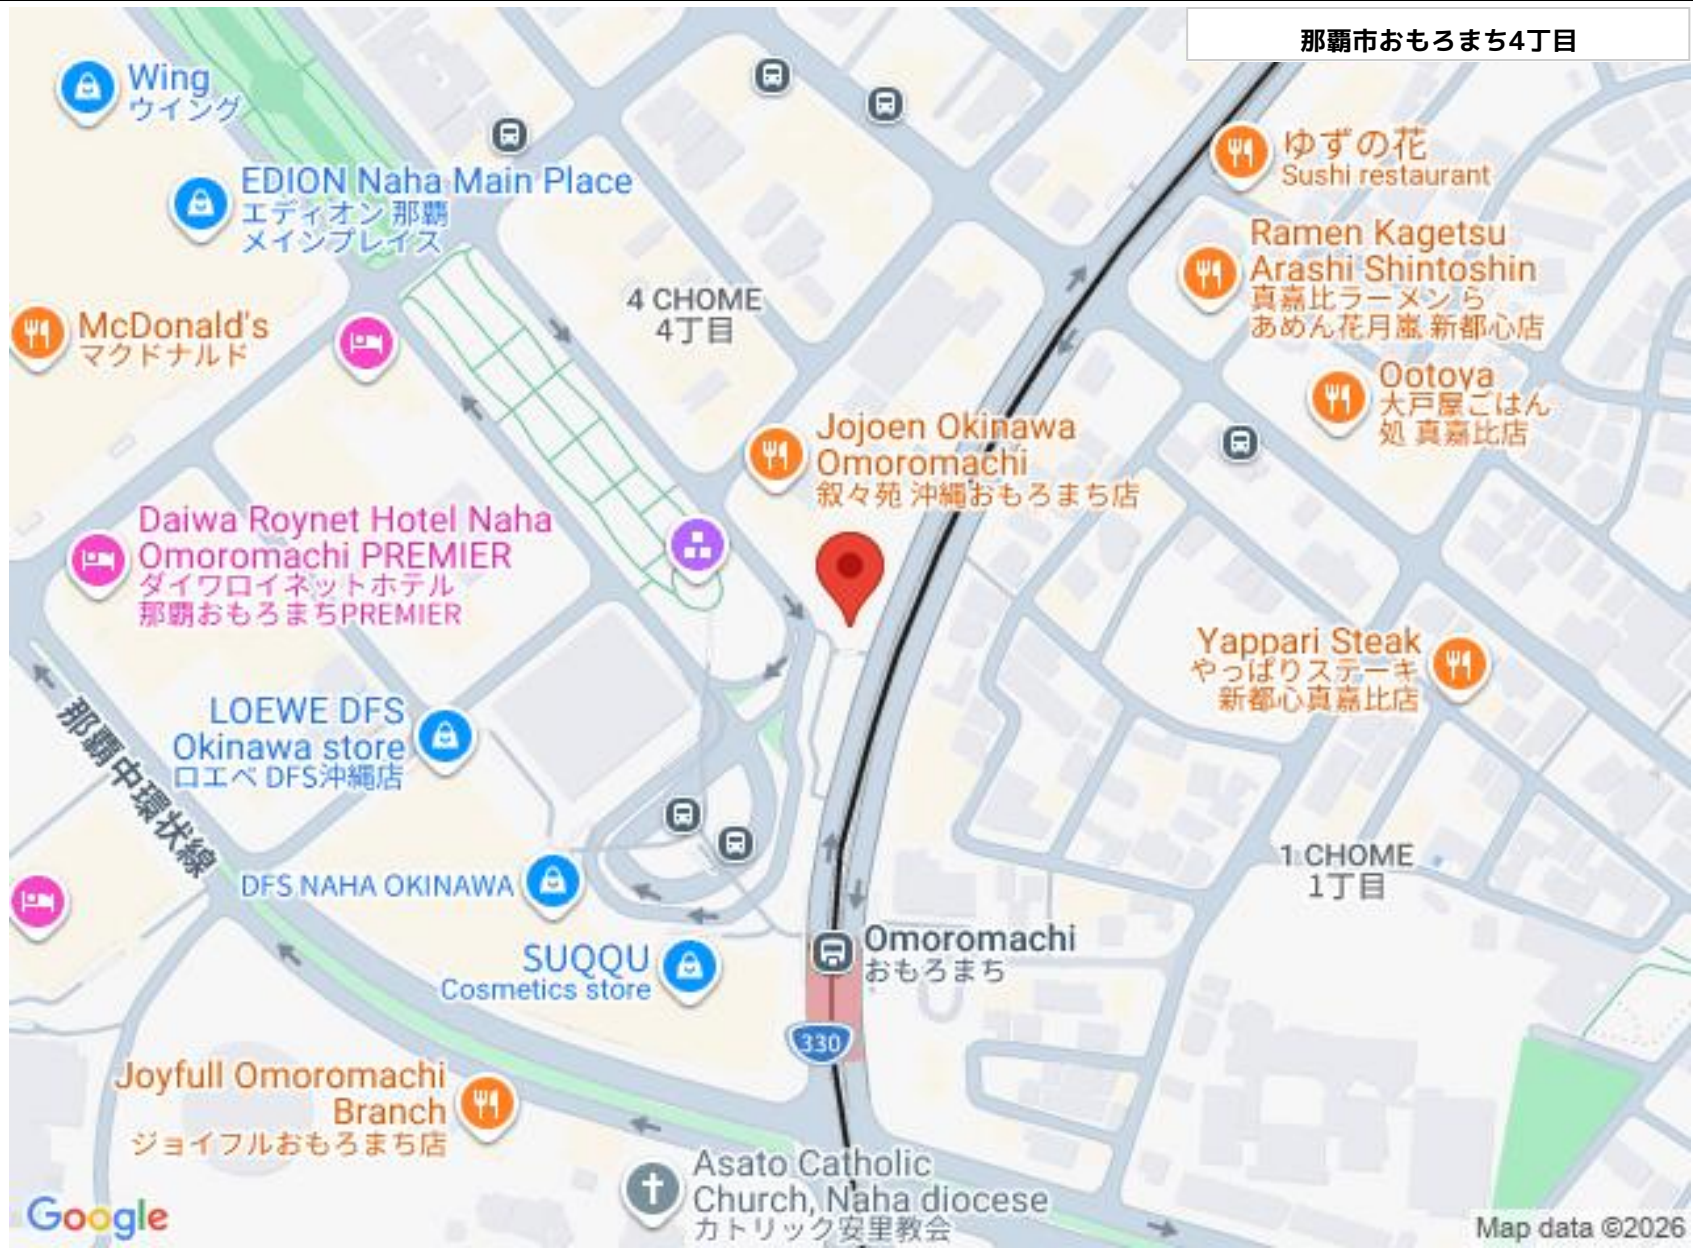 那覇市おもろまち4丁目
Wing
ウイング
EDION Naha Main Place
エディオン 那覇
メインプレイス
ゆずの花
Sushi restaurant
Ramen Kagetsu
Arashi Shintoshin
真嘉比ラーメン ら
あめん花月嵐 新都心店
4 CHOME
4丁目
McDonald's
マクドナルド
Ootoya
大戸屋ごはん
処 真嘉比店
Jojoen Okinawa
Omoromachi
叙々苑 沖縄おもろまち店
Daiwa Roynet Hotel Naha
Omoromachi PREMIER
ダイワロイネットホテル
那覇おもろまちPREMIER
Yappari Steak
やっぱりステーキ
新都心真嘉比店
LOEWE DFS
Okinawa store
ロエベ DFS沖縄店
那覇中環状線
1 CHOME
1丁目
DFS NAHA OKINAWA
Omoromachi
おもろまち
SUQQU
Cosmetics store
330
Joyfull Omoromachi
Branch
ジョイフルおもろまち店
Asato Catholic
Church, Naha diocese
カトリック安里教会
Google
Map data ©2026